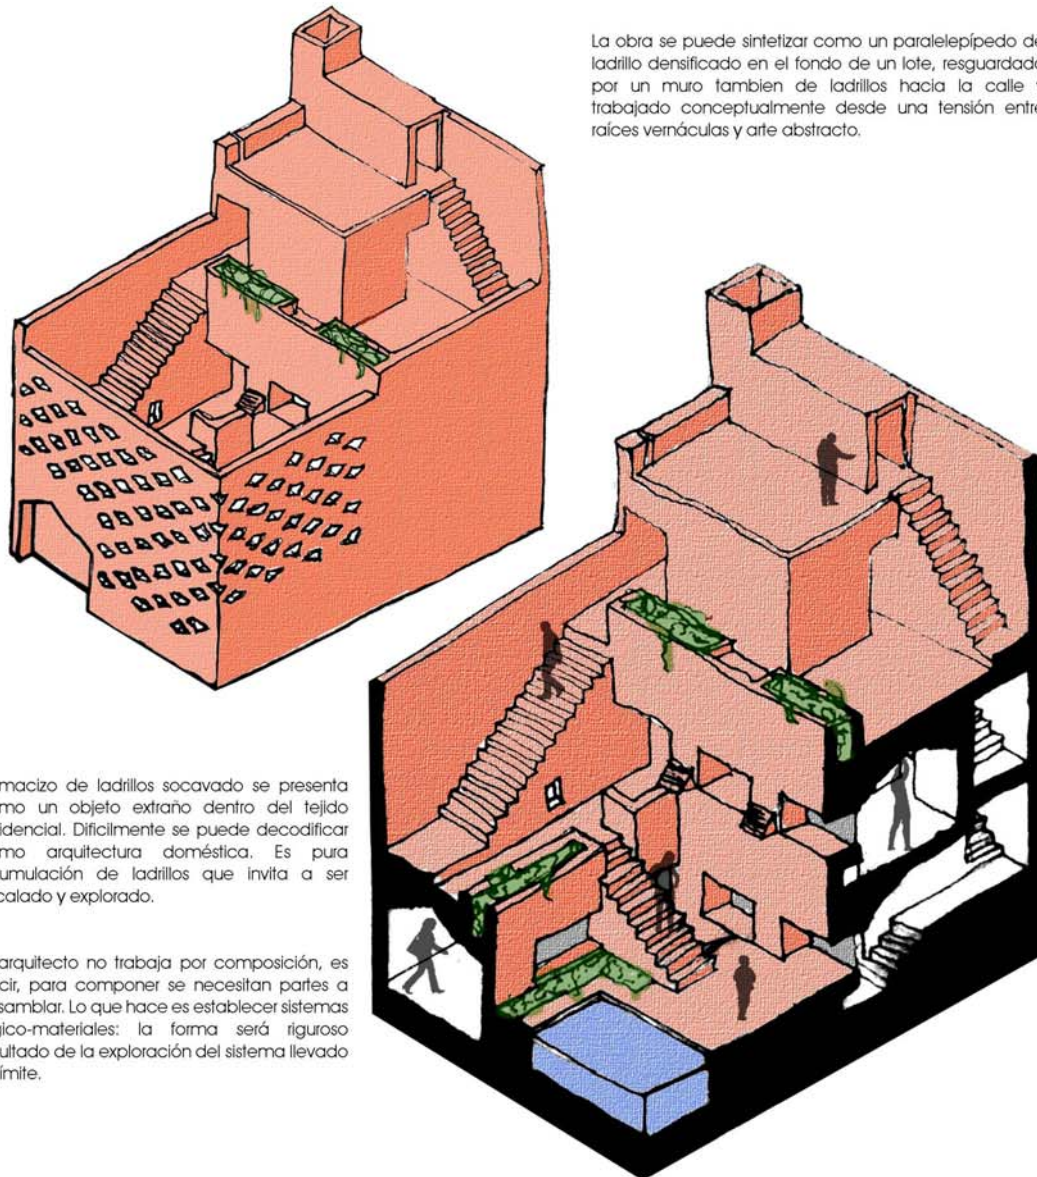 La obra se puede sintetizar como un paralelepípedo de
ladrillo densificado en el fondo de un lote, resguardado
por un muro tambien de ladrillos hacia la calle
trabajado conceptualmente desde una tensión entre
raíces vernáculas y arte abstracto.
macizo de ladrillos socavado se presenta
mo un objeto extraño dentro del tejido
idencial. Dificilmente se puede decodificar
mo arquitectura doméstica. Es pura
umulación de ladrillos que invita a ser
calado y explorado.
arquitecto no trabaja por composición, es
cir, para componer se necesitan partes a
samblar. Lo que hace es establecer sistemas
gico-materiales: la forma será riguroso
ultado de la exploración del sistema llevado
ímite.